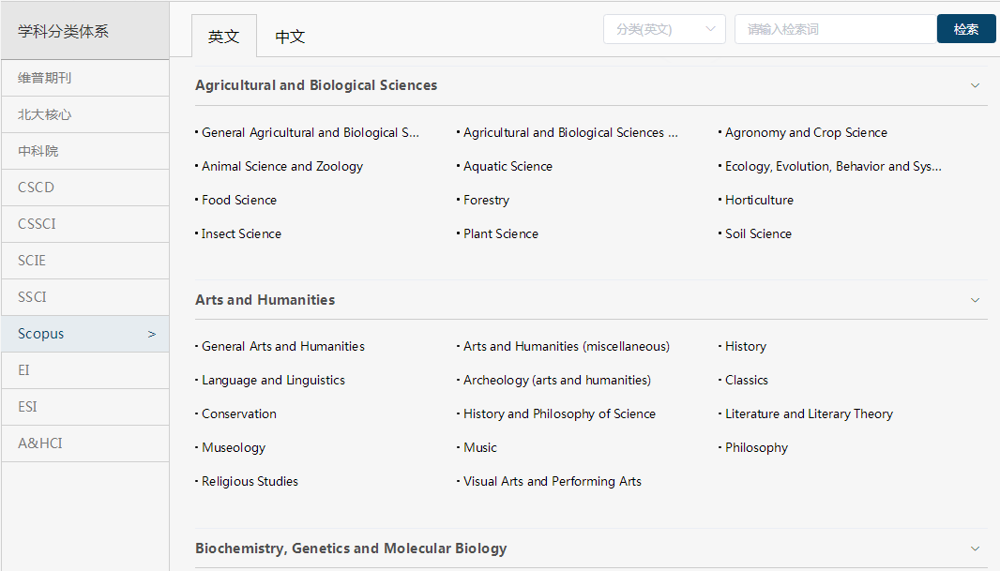 学科分类体系
维普期刊
北大核心
中科院
CSCD
CSSCI
SCIE
SSCI
Scopus >
EI
ESI
A&HCI
英文 中文 分类(英文) 请输入检索词 检索
Agricultural and Biological Sciences
• General Agricultural and Biological S... • Agricultural and Biological Sciences ... • Agronomy and Crop Science
• Animal Science and Zoology • Aquatic Science • Ecology, Evolution, Behavior and Sys...
• Food Science • Forestry • Horticulture
• Insect Science • Plant Science • Soil Science
Arts and Humanities
• General Arts and Humanities • Arts and Humanities (miscellaneous) • History
• Language and Linguistics • Archeology (arts and humanities) • Classics
• Conservation • History and Philosophy of Science • Literature and Literary Theory
• Museology • Music • Philosophy
• Religious Studies • Visual Arts and Performing Arts
Biochemistry, Genetics and Molecular Biology